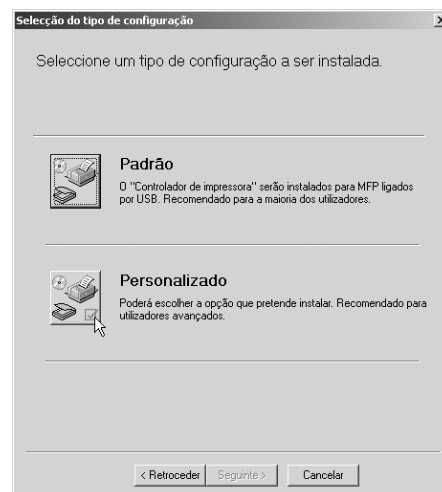 Selecção do tipo de configuração
Seleccione um tipo de configuração a ser instalada.
Padrão
O "Controlador de impressora" serão instalados para MFP ligados
por USB. Recomendado para a maioria dos utilizadores.
Personalizado
Poderá escolher a opção que pretende instalar. Recomendado para
utilizadores avançados.
< Retroceder
Seguinte >
Cancelar